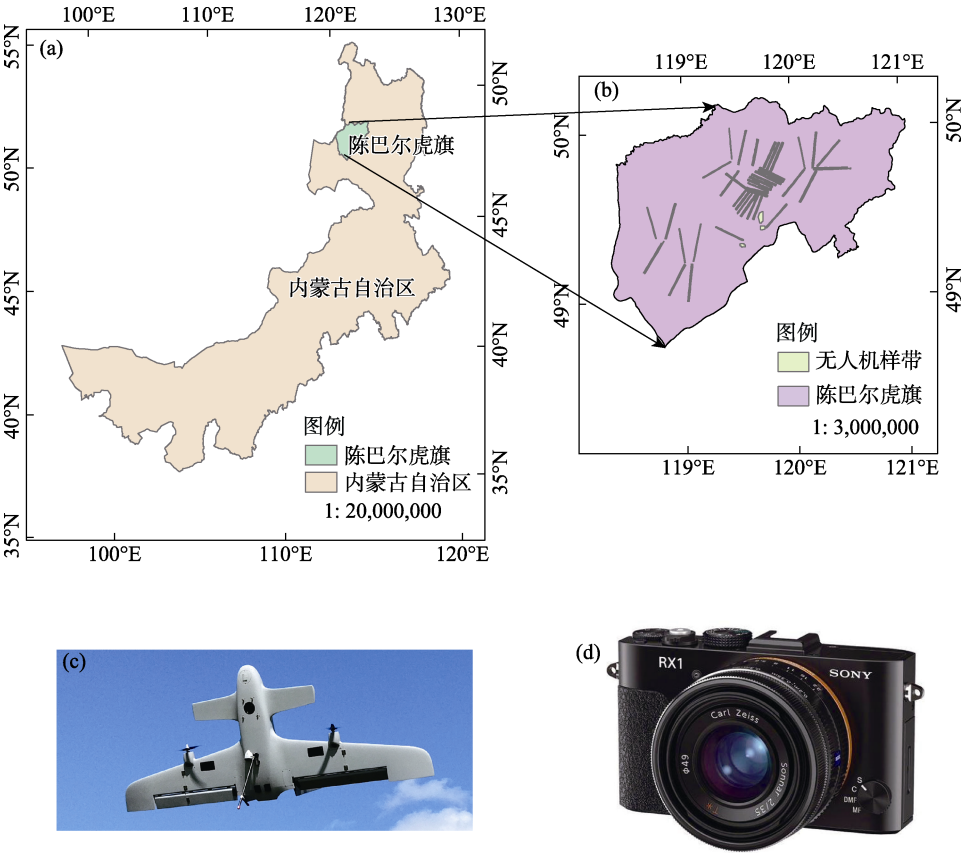 100°E 110°E 120°E 130°E
(a)
55°N
50°N
45°N
40°N
35°N
50°N
45°N
40°N
35°N
陈巴尔虎旗
内蒙古自治区
图例
陈巴尔虎旗
内蒙古自治区
1: 20,000,000
100°E 110°E 120°E
119°E 120°E 121°E
(b)
50°N
49°N
50°N
49°N
图例
无人机样带
陈巴尔虎旗
1: 3,000,000
119°E 120°E 121°E
(c)
(d)
RX1
SONY
Carl Zeiss
Sonnar 2/35
Φ49
S
C
DMF
MF